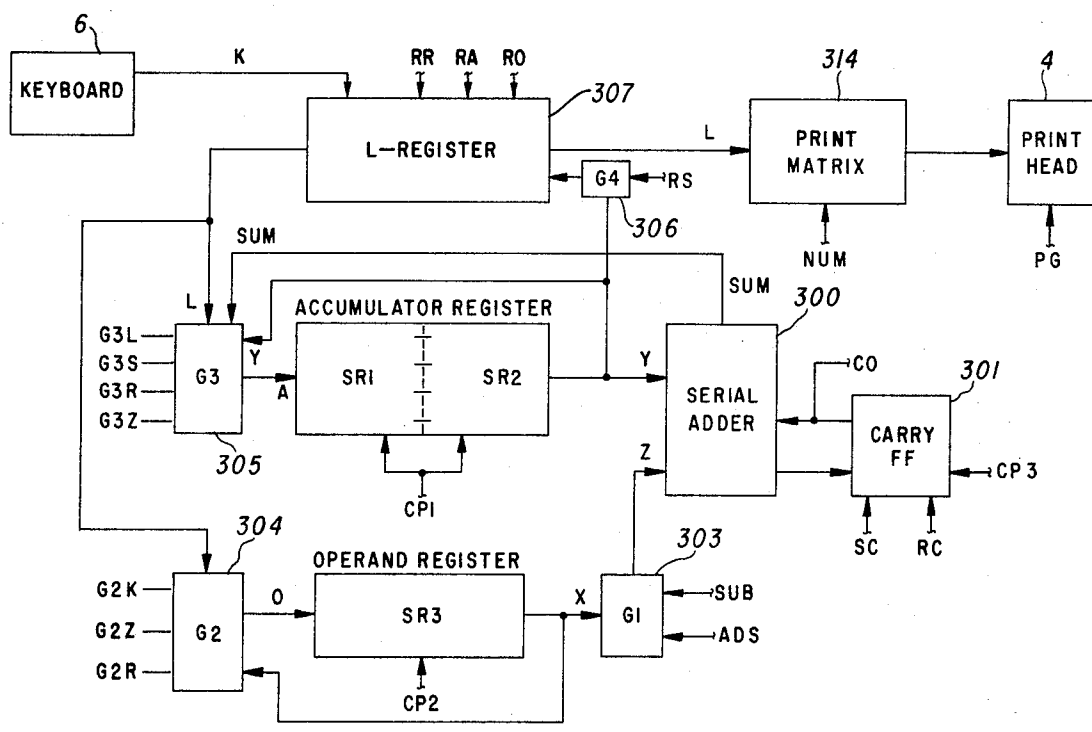 6
K
RR RA RO
314
4
KEYBOARD
307
L-REGISTER
L
PRINT
MATRIX
PRINT
HEAD
G4
RS
306
SUM
NUM
PG
SUM
L
ACCUMULATOR REGISTER
300
G3L
G3S
G3R
G3Z
G3
Y
A
SR1
SR2
Y
SERIAL
ADDER
CO
301
CARRY
FF
305
Z
CP3
CP1
SC
RC
304
OPERAND REGISTER
303
G2K
G2Z
G2R
G2
O
SR3
X
G1
SUB
ADS
CP2